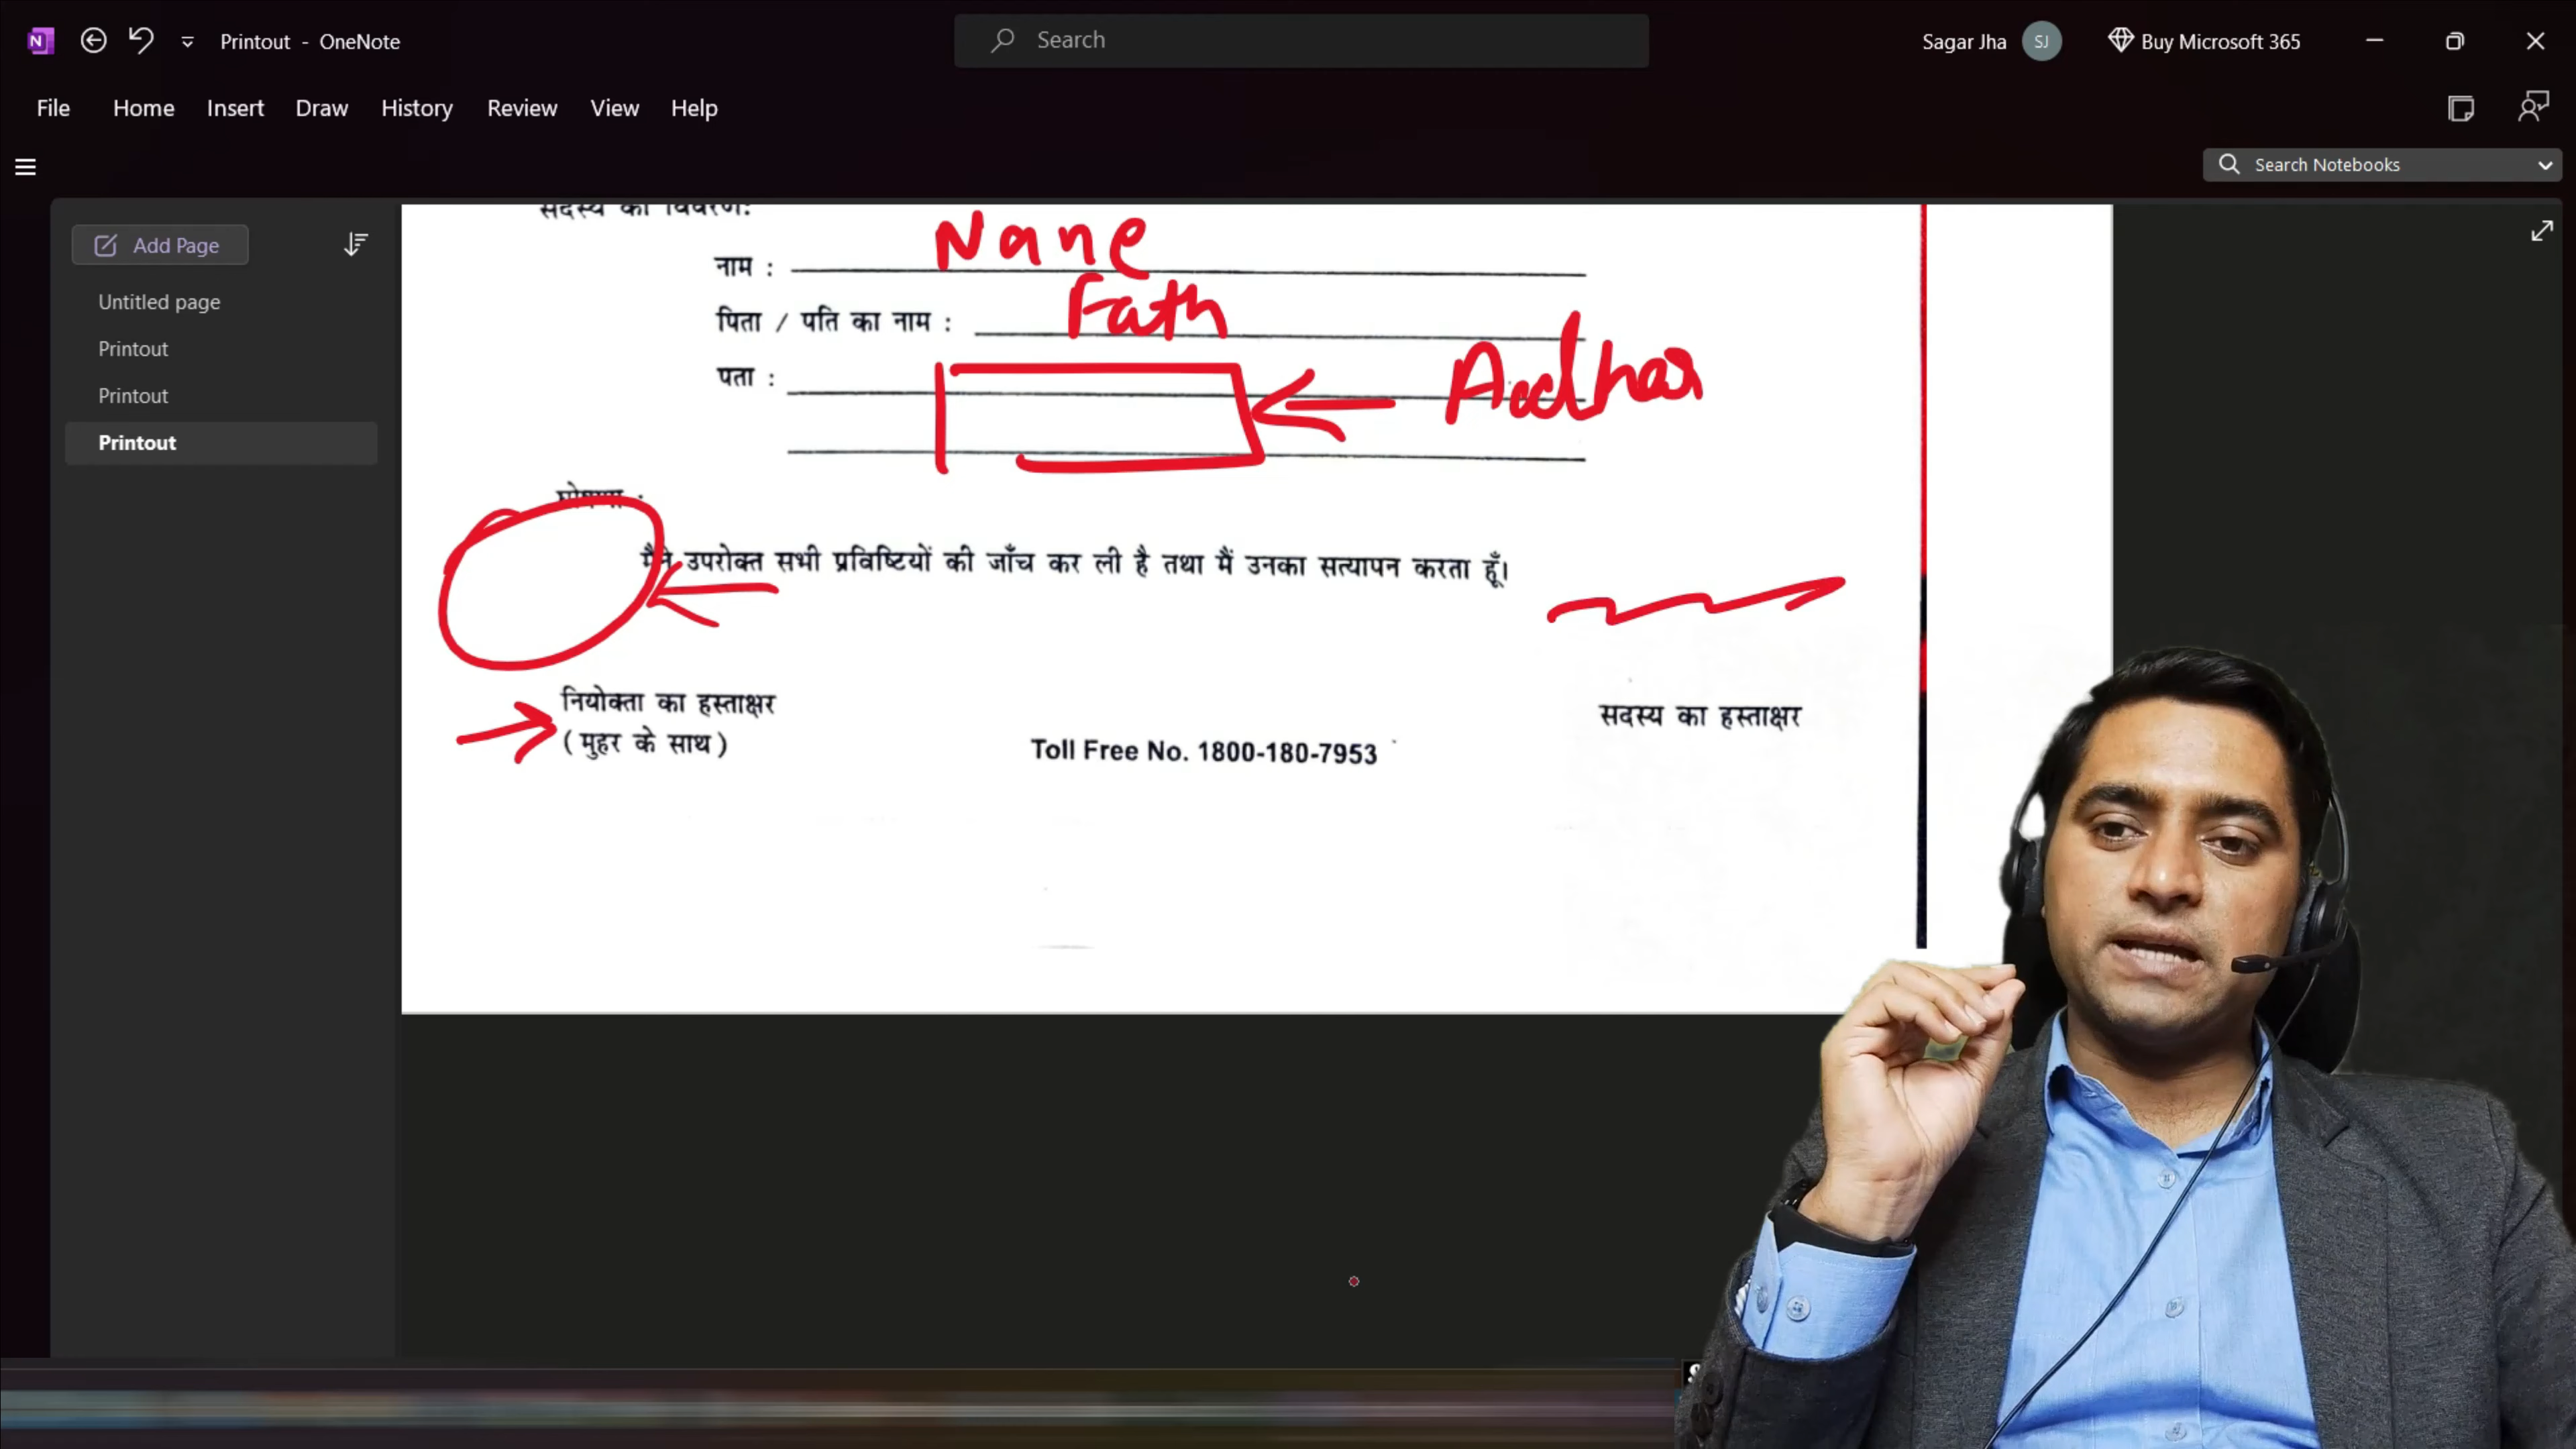 Printout - OneNote
Search
Sagar Jha
SJ
Buy Microsoft 365
File Home Insert Draw History Review View Help
Search Notebooks
Add Page
Untitled page
Printout
Printout
Printout
सदस्य का विवरण:
नाम : Nane
पिता / पति का नाम : Fath
पता :
Aadhar
मैंने उपरोक्त सभी प्रविष्टियों की जाँच कर ली है तथा मैं उनका सत्यापन करता हूँ।
नियोक्ता का हस्ताक्षर
(मुहर के साथ)
Toll Free No. 1800-180-7953
सदस्य का हस्ताक्षर